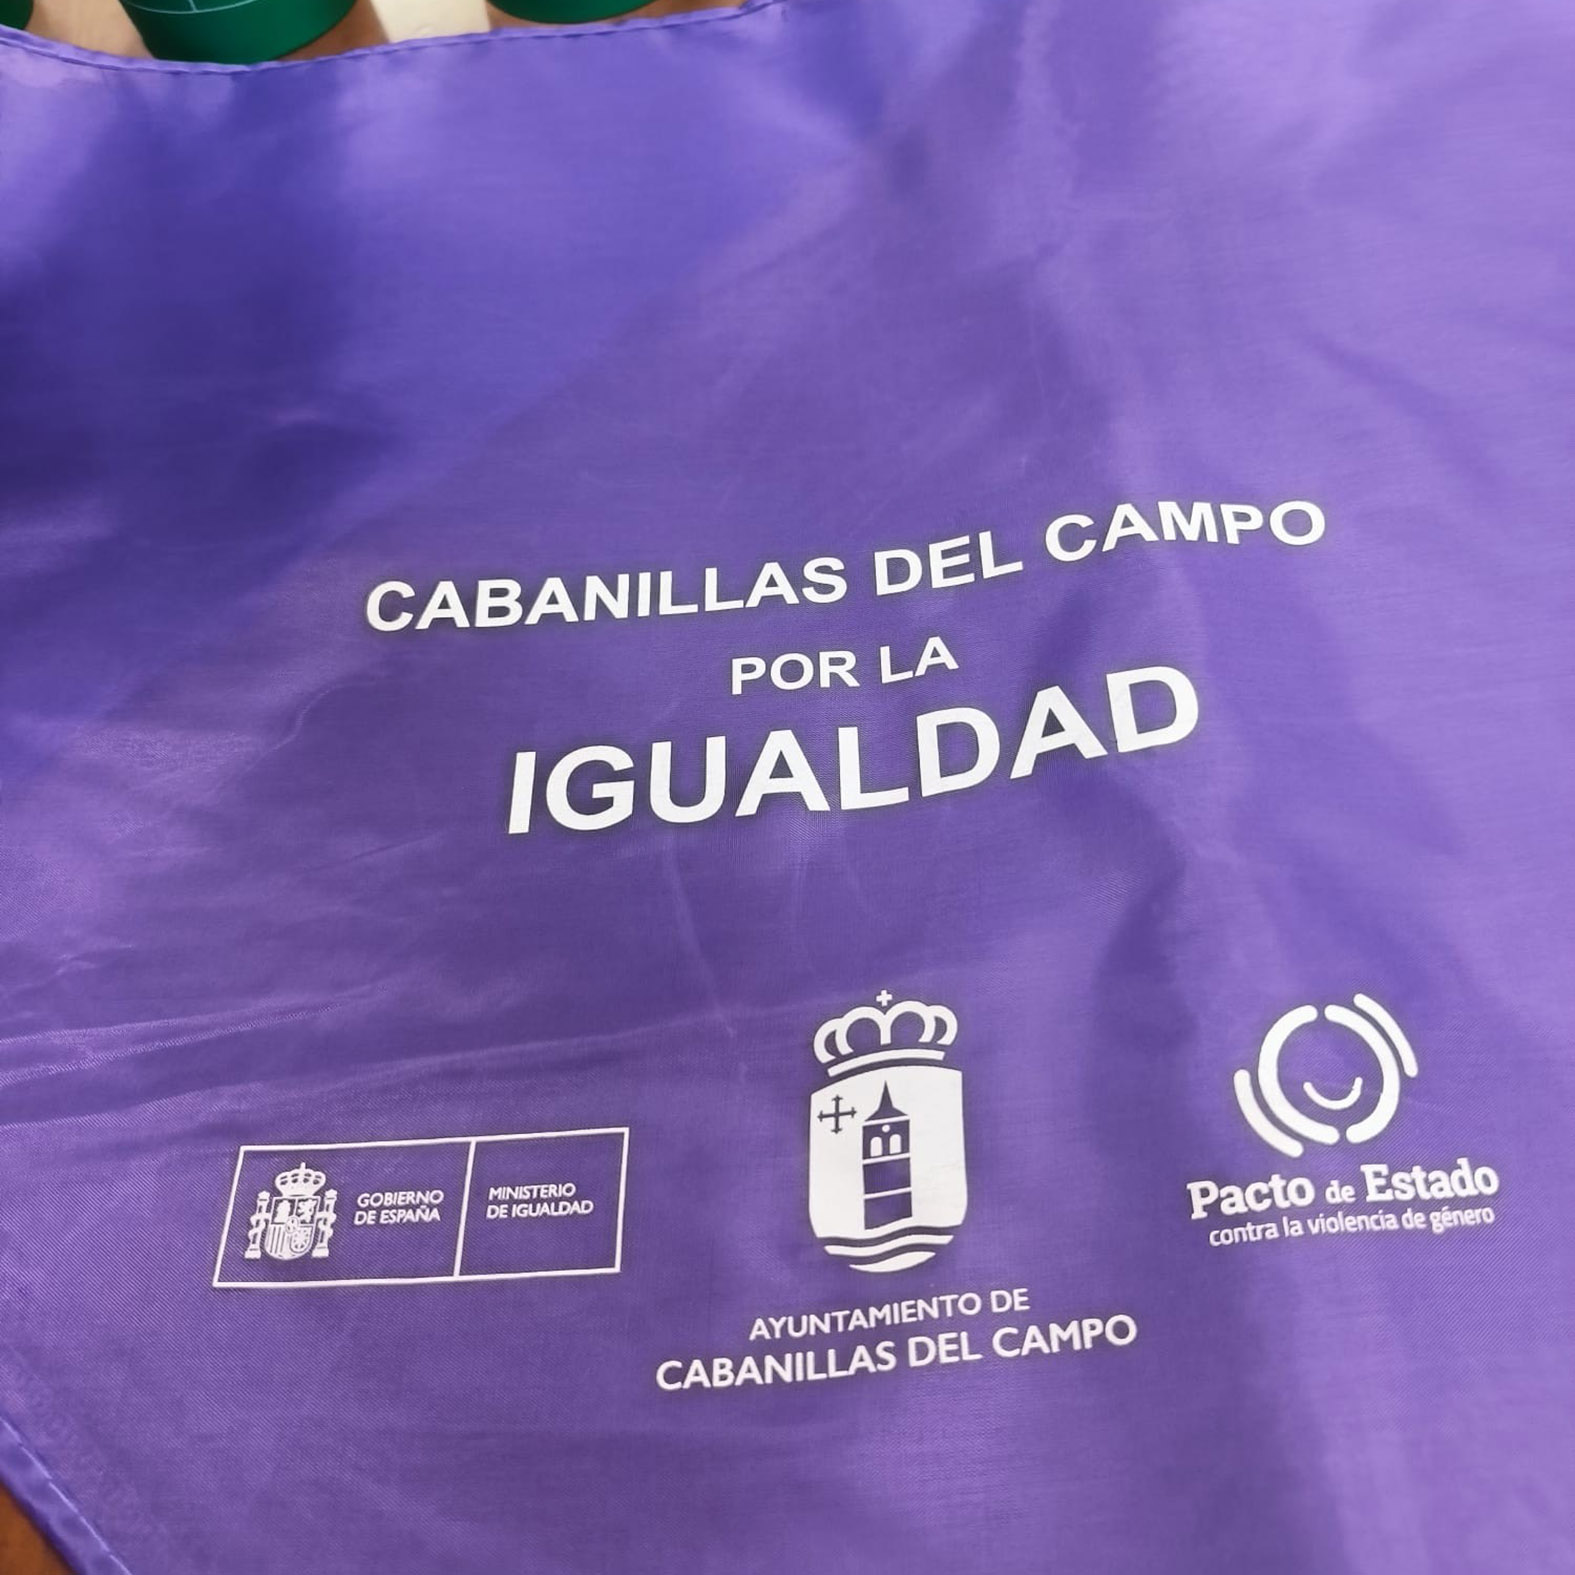 CABANILLAS DEL CAMPO
POR LA
IGUALDAD
GOBIERNO
DE ESPAÑA
MINISTERIO
DE IGUALDAD
AYUNTAMIENTO DE
CABANILLAS DEL CAMPO
Pacto de Estado
contra la violencia de género